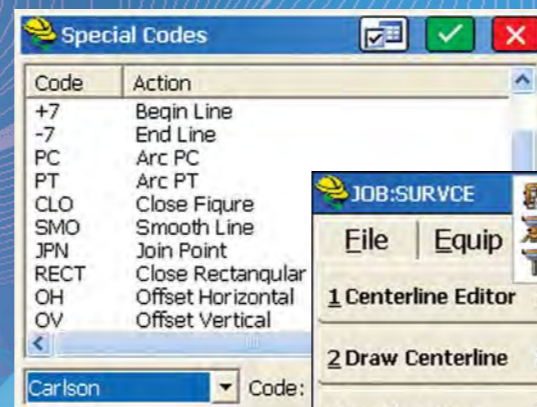 Special Codes
Code Action
+7 Begin Line
-7 End Line
PC Arc PC
PT Arc PT
CLO Close Figure
SMO Smooth Line
JPN Join Point
RECT Close Rectangular
OH Offset Horizontal
OV Offset Vertical
Carlson Code:
JOB:SURVCE
File Equip
1 Centerline Editor
2 Draw Centerline